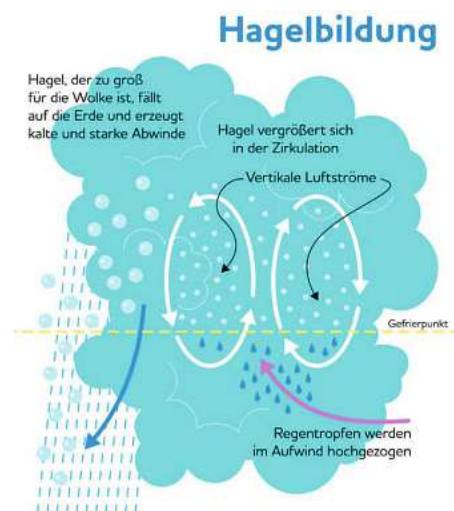 Hagelbildung
Hagel, der zu groß
für die Wolke ist, fällt
auf die Erde und erzeugt
kalte und starke Abwinde
Hagel vergrößert sich
in der Zirkulation
Vertikale Luftströme
Gefrierpunkt
Regentropfen werden
im Aufwind hochgezogen